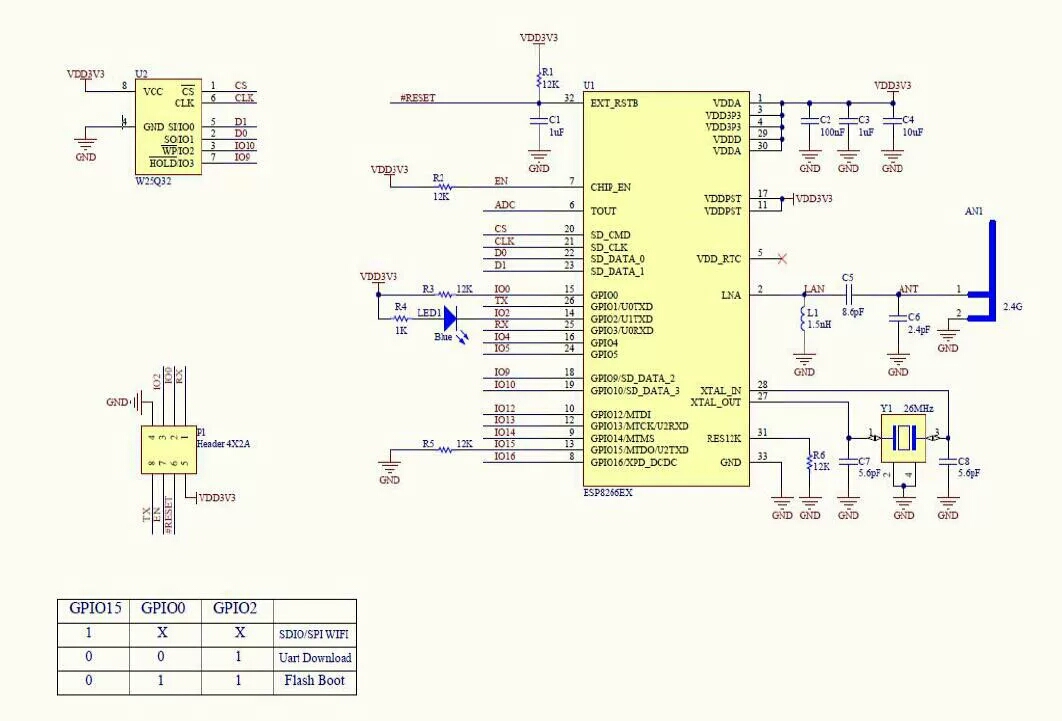 VDD3V3
U2
8 VCC CS 1 CS
CLK 6 CLK
4 GND SI/IO0 5 D1
SO/IO1 2 D0
WP/IO2 3 IO10
HOLD/IO3 7 IO9
GND
W25Q32
VDD3V3
R1
12K
#RESET
C1
1uF
GND
VDD3V3
R2
12K
EN
ADC
CS
CLK
D0
D1
VDD3V3
R3 12K IO0
TX
R4
1K
LED1
Blue
IO2
RX
IO4
IO5
IO9
IO10
IO12
IO13
IO14
R5 12K IO15
IO16
GND
U1
32 EXT_RSTB
7 CHIP_EN
6 TOUT
20 SD_CMD
21 SD_CLK
22 SD_DATA_0
23 SD_DATA_1
15 GPIO0
26 GPIO1/U0TXD
14 GPIO2/U1TXD
25 GPIO3/U0RXD
16 GPIO4
24 GPIO5
18 GPIO9/SD_DATA_2
19 GPIO10/SD_DATA_3
10 GPIO12/MTDI
12 GPIO13/MTCK/U2RXD
9 GPIO14/MTMS
13 GPIO15/MTDO/U2TXD
8 GPIO16/XPD_DCDC
ESP8266EX
VDDA 1
VDD3P3 3
VDD3P3 4
VDDD 29
VDDA 30
VDDPST 17
VDDPST 11
VDD_RTC 5
LNA 2
XTAL_IN 28
XTAL_OUT 27
RES12K 31
GND 33
VDD3V3
C2
100nF
C3
1uF
C4
10uF
GND GND GND
VDD3V3
AN1
LAN
C5
8.6pF
ANT
1
2
2.4G
L1
1.5nH
C6
2.4pF
GND
GND
GND
Y1 26MHz
1
3
2
4
R6
12K
C7
5.6pF
C8
5.6pF
GND GND GND GND GND
IO2
IO0
RX
GND
4 3 2 1
8 7 6 5
P1
Header 4X2A
VDD3V3
TX
EN
#RESET
GPIO15 GPIO0 GPIO2
1 X X SDIO/SPI WIFI
0 0 1 Uart Download
0 1 1 Flash Boot